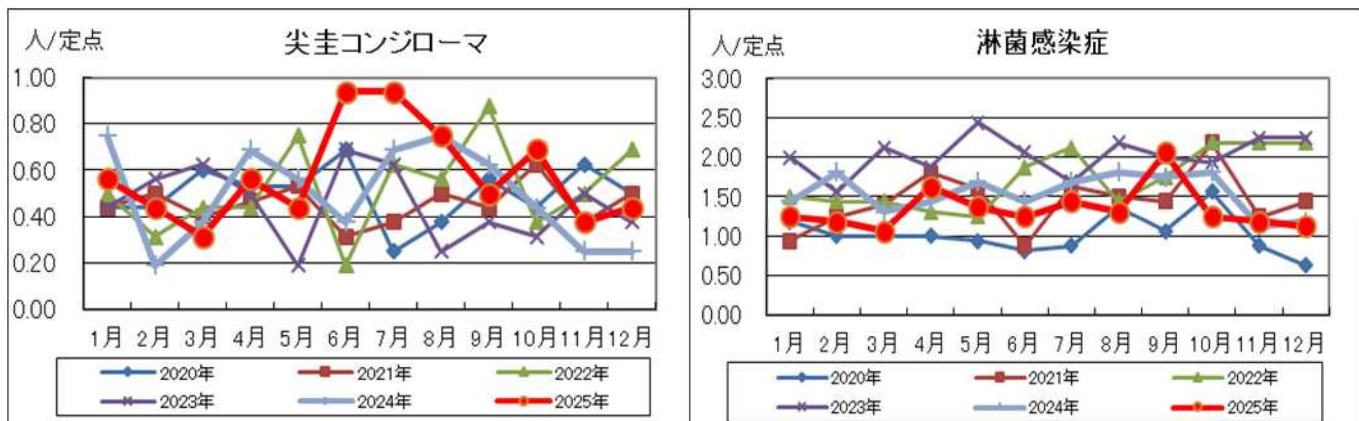 人/定点
尖圭コンジローマ
1.00
0.80
0.60
0.40
0.20
0.00
1月 2月 3月 4月 5月 6月 7月 8月 9月 10月 11月 12月
2020年 2021年 2022年
2023年 2024年 2025年
人/定点
淋菌感染症
3.00
2.50
2.00
1.50
1.00
0.50
0.00
1月 2月 3月 4月 5月 6月 7月 8月 9月 10月 11月 12月
2020年 2021年 2022年
2023年 2024年 2025年